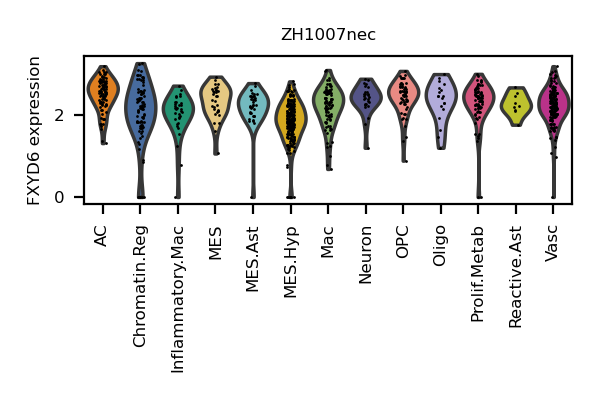 ZH1007nec
FXYD6 expression
2
0
AC
Chromatin.Reg
Inflammatory.Mac
MES
MES.Ast
MES.Hyp
Mac
Neuron
OPC
Oligo
Prolif.Metab
Reactive.Ast
Vasc